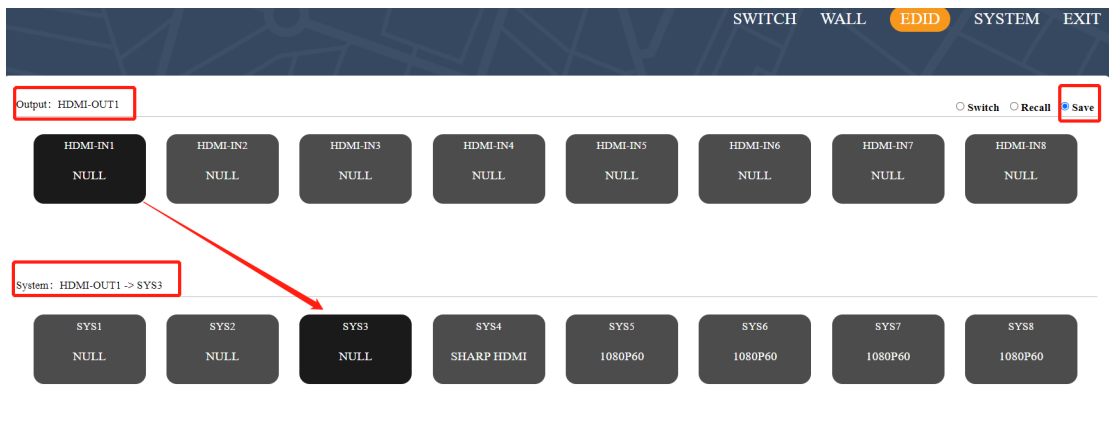 SWITCH WALL EDID SYSTEM EXIT
Output: HDMI-OUT1
Switch Recall Save
HDMI-IN1 HDMI-IN2 HDMI-IN3 HDMI-IN4 HDMI-IN5 HDMI-IN6 HDMI-IN7 HDMI-IN8
NULL NULL NULL NULL NULL NULL NULL NULL
System: HDMI-OUT1 -> SYS3
SYS1 SYS2 SYS3 SYS4 SYS5 SYS6 SYS7 SYS8
NULL NULL NULL SHARP HDMI 1080P60 1080P60 1080P60 1080P60